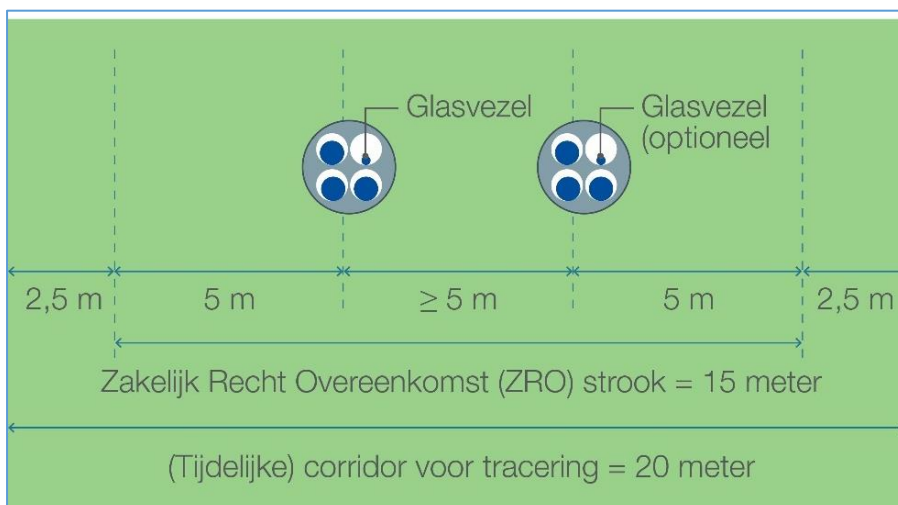 Glasvezel
Glasvezel
(optioneel
2,5 m
5 m
≥ 5 m
5 m
2,5 m
Zakelijk Recht Overeenkomst (ZRO) strook = 15 meter
(Tijdelijke) corridor voor tracering = 20 meter